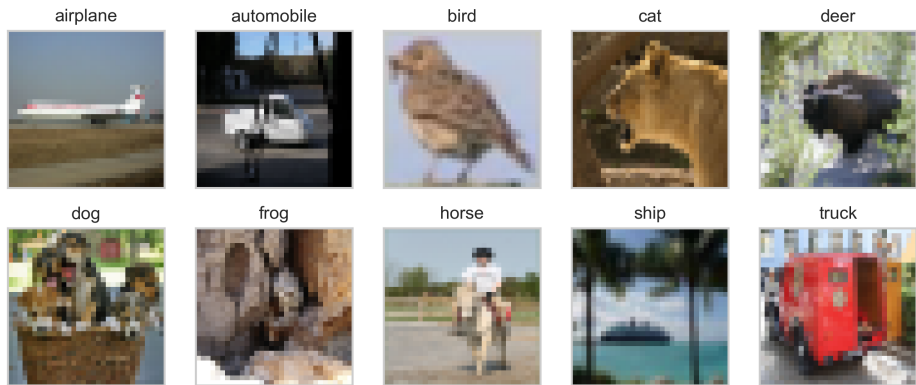 airplane
automobile
bird
cat
deer
dog
frog
horse
ship
truck